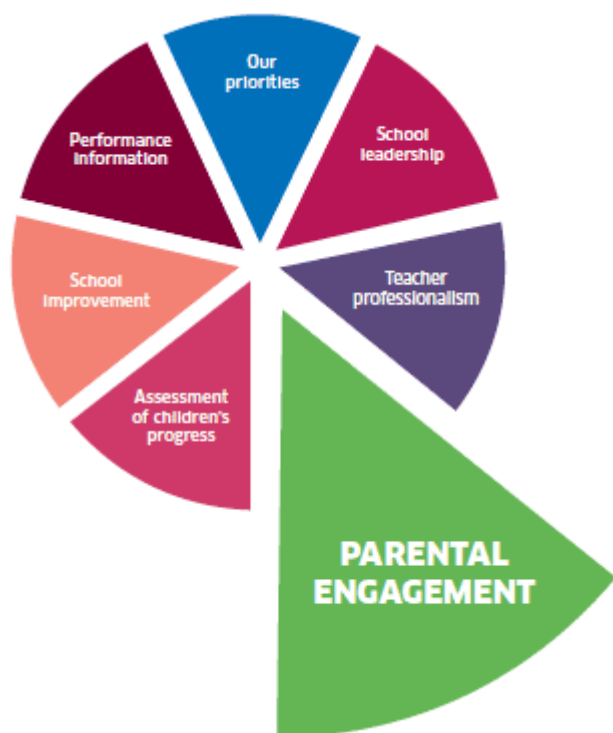 Our
priorities
School
leadership
Teacher
professionalism
PARENTAL
ENGAGEMENT
Assessment
of children's
progress
School
improvement
Performance
information